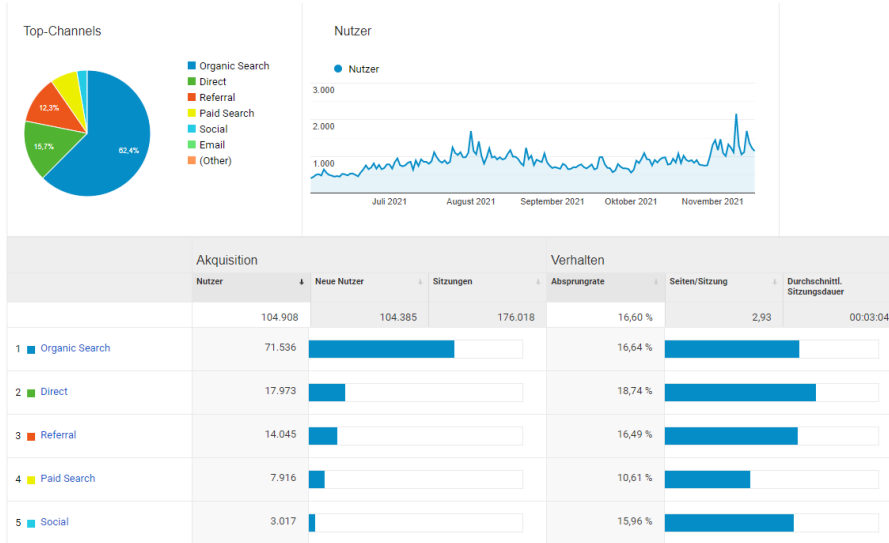 Top-Channels
Organic Search
Direct
Referral
Paid Search
Social
Email
(Other)
62,4%
16,7%
12,3%
Nutzer
Nutzer
3.000
2.000
1.000
Juli 2021
August 2021
September 2021
Oktober 2021
November 2021
Akquisition
Verhalten
Nutzer
Neue Nutzer
Sitzungen
Absprungrate
Seiten/Sitzung
Durchschnittl.
Sitzungsdauer
104.908
104.385
176.018
16,60 %
2,93
00:03:04
1 Organic Search 71.536 16,64 %
2 Direct 17.973 18,74 %
3 Referral 14.045 16,49 %
4 Paid Search 7.916 10,61 %
5 Social 3.017 15,96 %